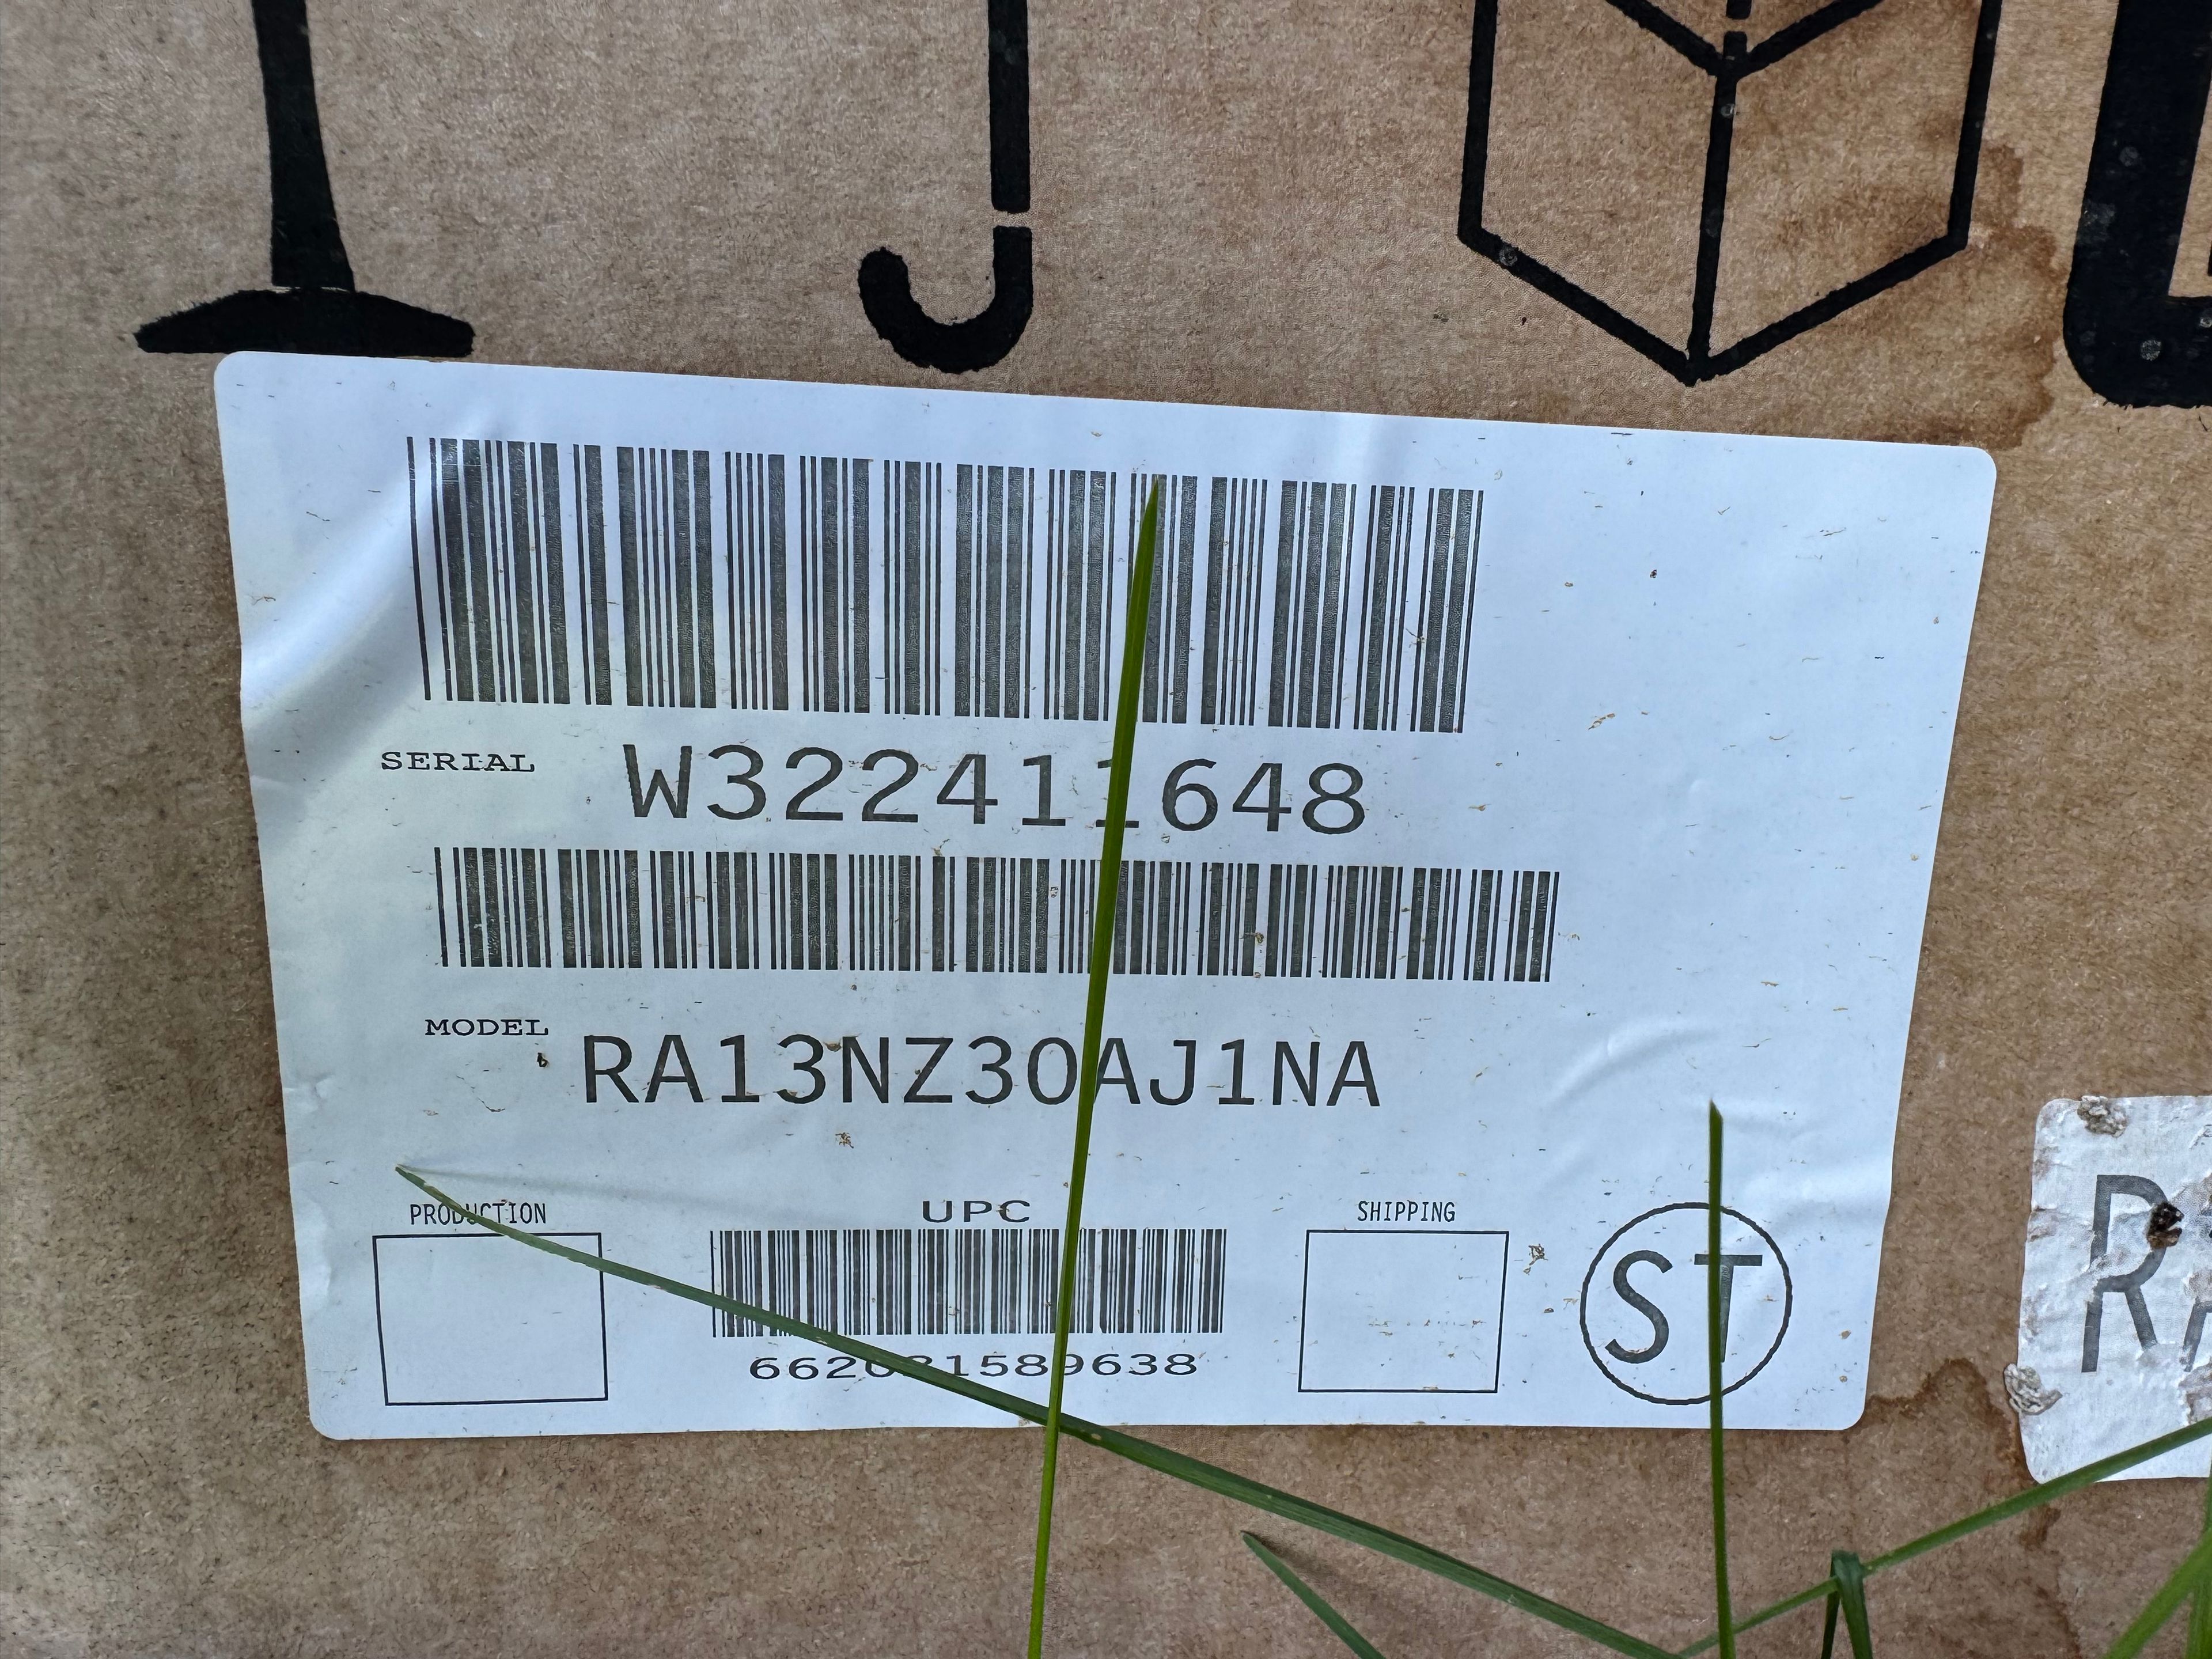 SERIAL W322411648
MODEL RA13NZ30AJ1NA
PRODUCTION UPC SHIPPING
ST